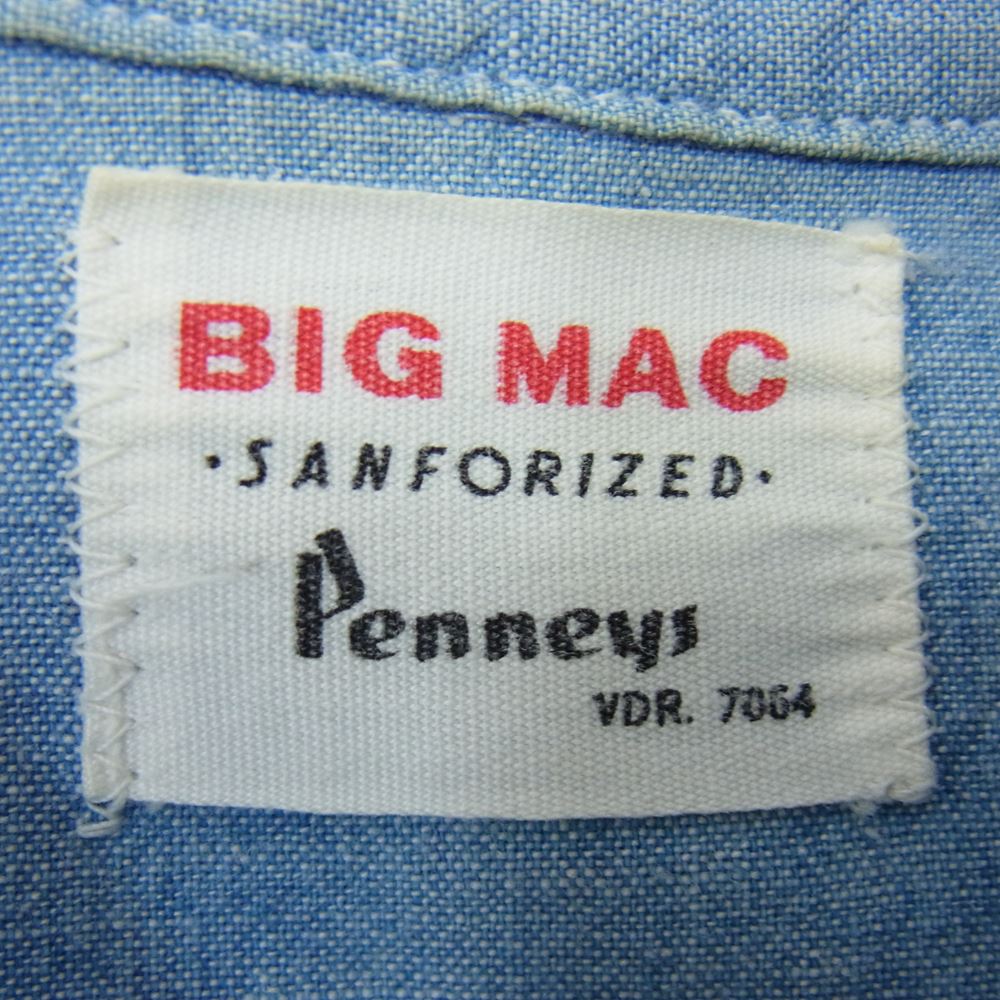 BIG MAC
·SANFORIZED·
Penneys
VDR. 7064